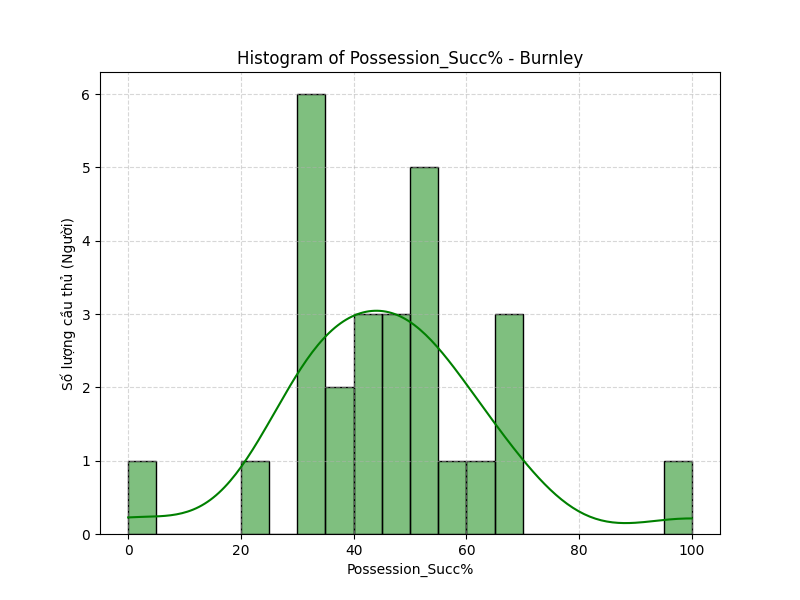 Histogram of Possession_Succ% - Burnley
6
5
4
3
2
1
0
Số lượng cầu thủ (Người)
0 20 40 60 80 100
Possession_Succ%